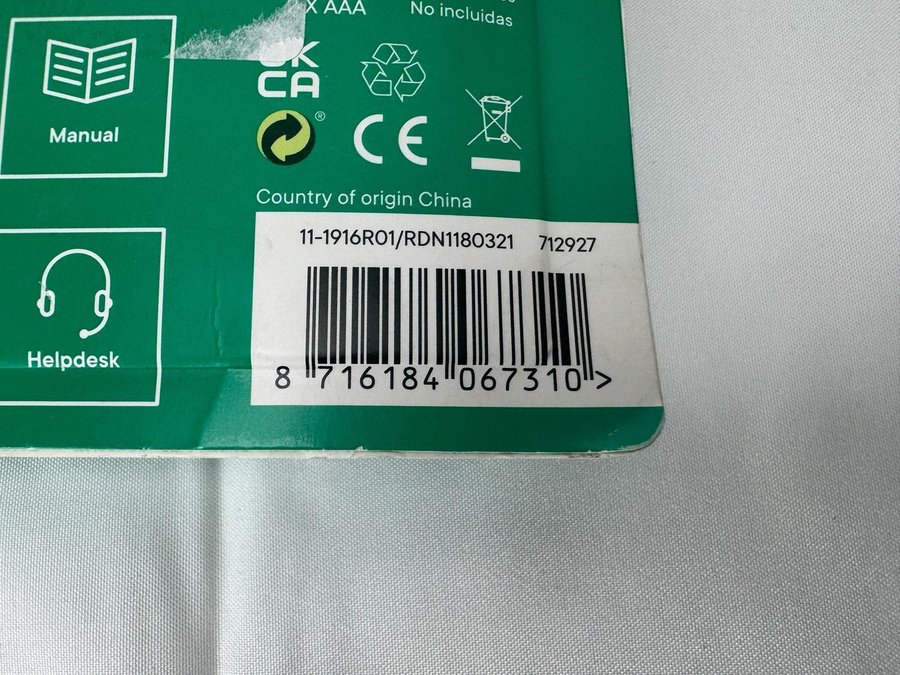 X AAA
No incluidas
UK
CA
Manual
®
CE
Country of origin China
11-1916R01/RDN1180321 712927
Helpdesk
8 716184 067310 >